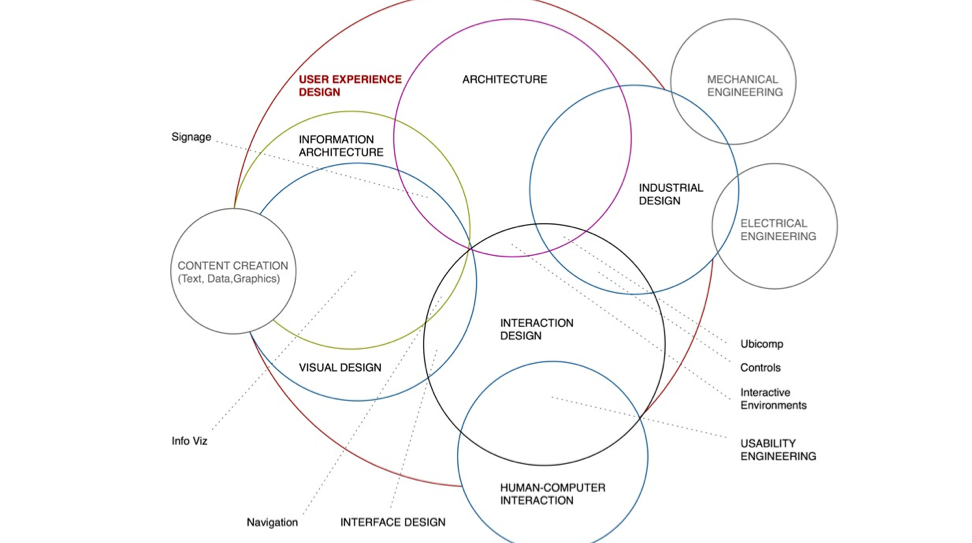 USER EXPERIENCE
DESIGN
ARCHITECTURE
MECHANICAL
ENGINEERING
Signage
INFORMATION
ARCHITECTURE
INDUSTRIAL
DESIGN
ELECTRICAL
ENGINEERING
CONTENT CREATION
(Text, Data,Graphics)
INTERACTION
DESIGN
VISUAL DESIGN
Ubicomp
Controls
Interactive
Environments
Info Viz
USABILITY
ENGINEERING
HUMAN-COMPUTER
INTERACTION
Navigation
INTERFACE DESIGN